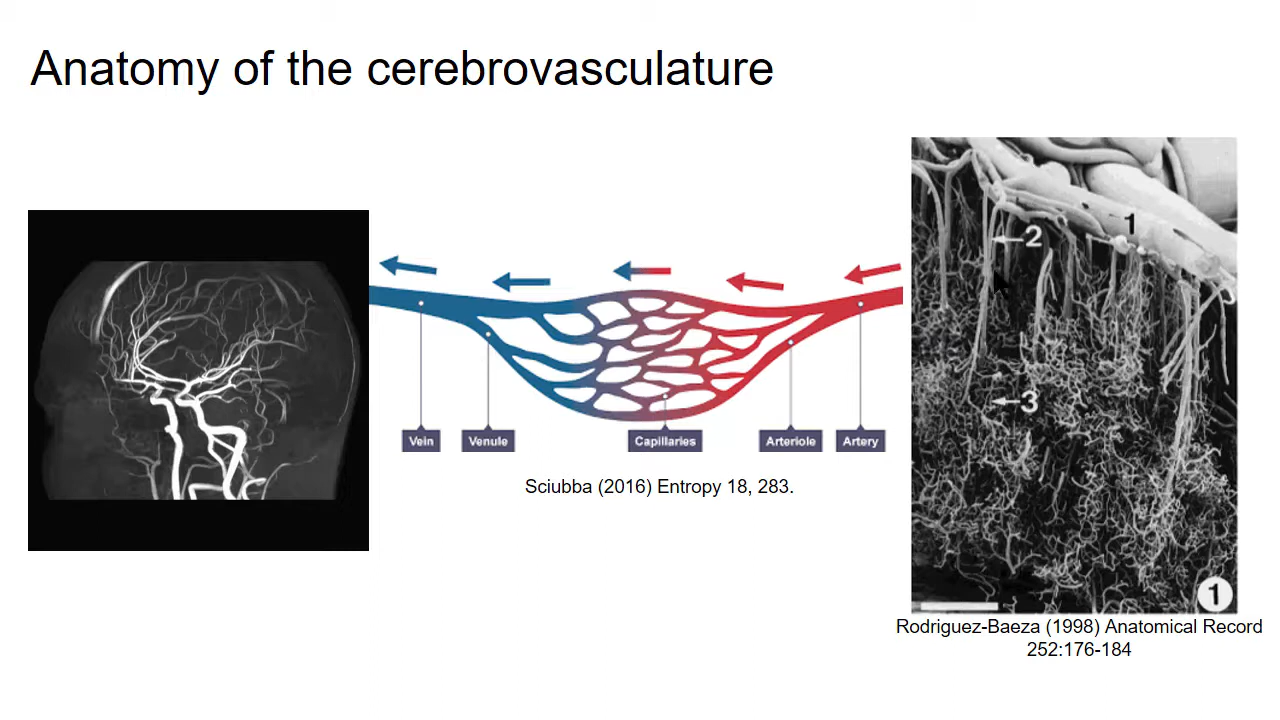 Anatomy of the cerebrovasculature
Vein
Venule
Capillaries
Arteriole
Artery
Sciubba (2016) Entropy 18, 283.
1
2
3
1
Rodriguez-Baeza (1998) Anatomical Record
252:176-184